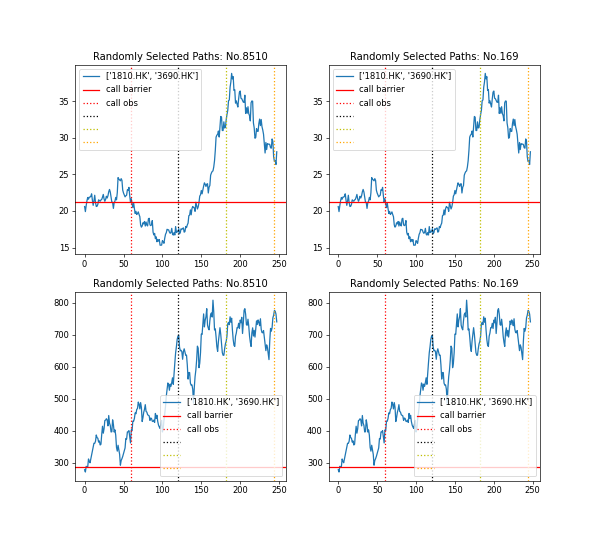 Randomly Selected Paths: No.8510
['1810.HK', '3690.HK']
call barrier
call obs
35
30
25
20
15
0 50 100 150 200 250
Randomly Selected Paths: No.169
['1810.HK', '3690.HK']
call barrier
call obs
35
30
25
20
15
0 50 100 150 200 250
Randomly Selected Paths: No.8510
800
700
600
500
400
300
['1810.HK', '3690.HK']
call barrier
call obs
0 50 100 150 200 250
Randomly Selected Paths: No.169
800
700
600
500
400
300
['1810.HK', '3690.HK']
call barrier
call obs
0 50 100 150 200 250